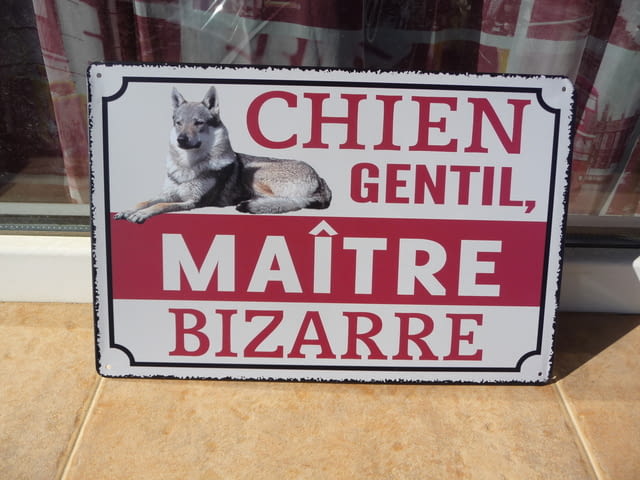 CHIEN
GENTIL,
MAÎTRE
BIZARRE